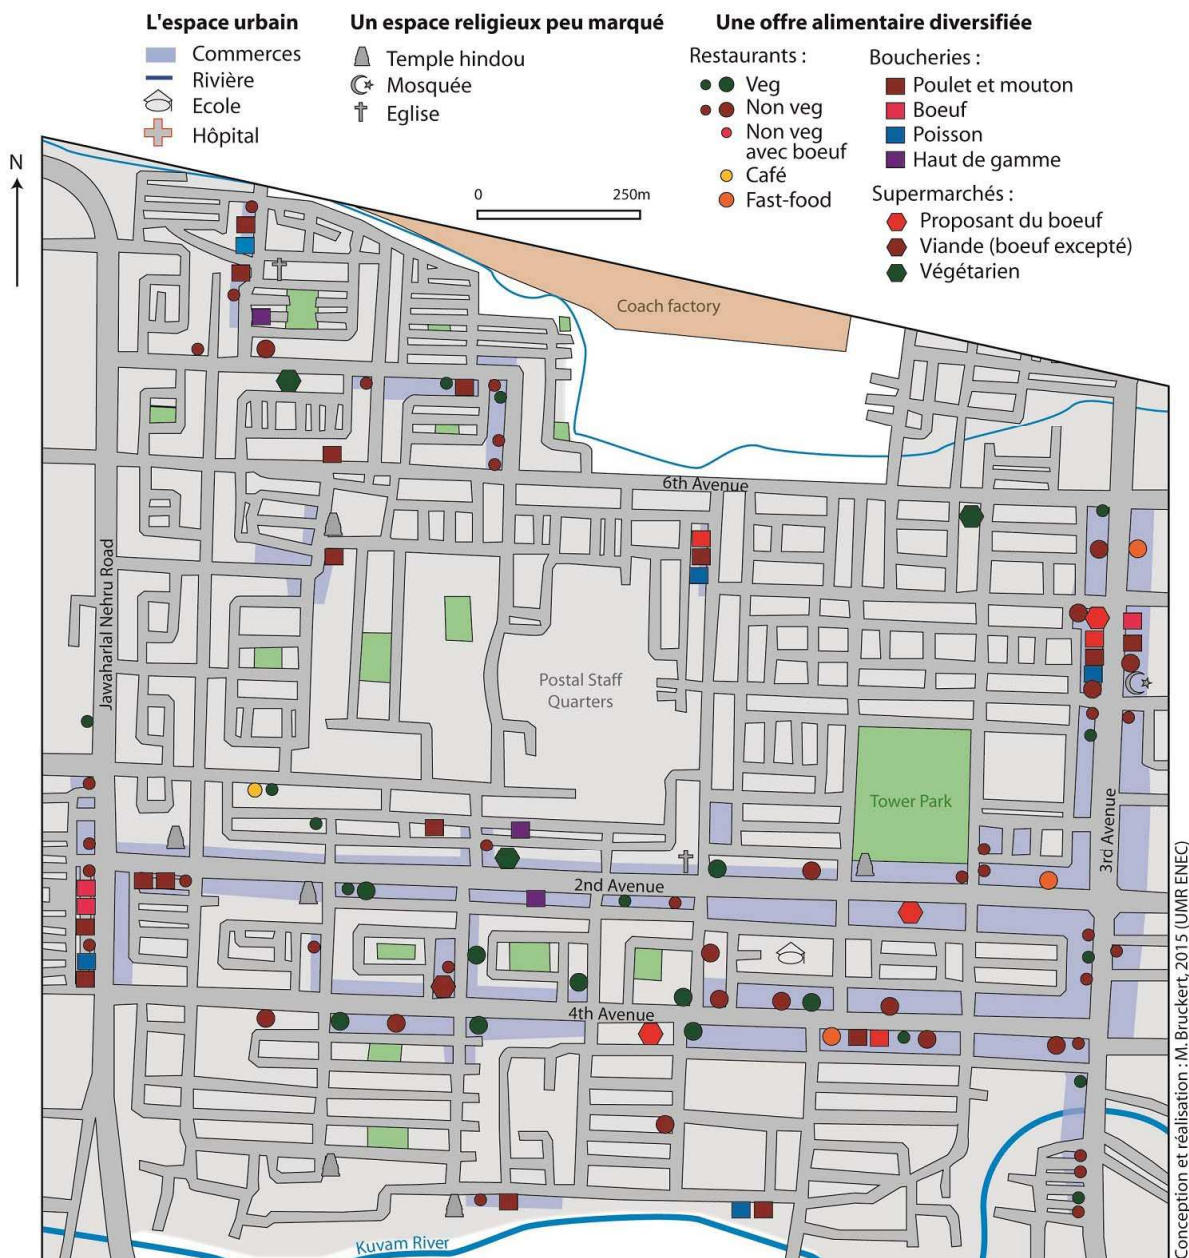 L'espace urbain
Commerces
Rivière
Ecole
Hôpital
Un espace religieux peu marqué
Temple hindou
Mosquée
Eglise
Une offre alimentaire diversifiée
Restaurants :
Veg
Non veg
Non veg
avec boeuf
Café
Fast-food
Boucheries :
Poulet et mouton
Boeuf
Poisson
Haut de gamme
Supermarchés :
Proposant du boeuf
Viande (boeuf excepté)
Végétarien
N
0 250m
Coach factory
6th Avenue
Jawaharlal Nehru Road
Postal Staff
Quarters
Tower Park
3rd Avenue
2nd Avenue
4th Avenue
Kuvam River
Conception et réalisation : M. Bruckert, 2015 (UMR ENEC)